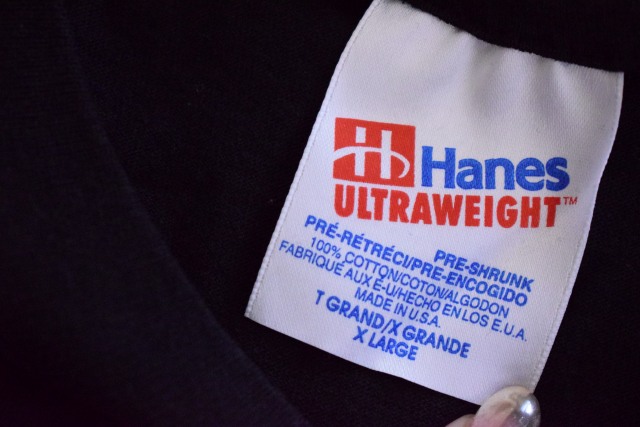 H Hanes
ULTRAWEIGHT™
PRE-SHRUNK
PRÉ-RÉTRÉCI/PRE-ENCOGIDO
100% COTTON/COTON/ALGODON
FABRIQUÉ AUX E-U/HECHO EN LOS E.U.A.
MADE IN U.S.A.
T GRAND/X GRANDE
X LARGE